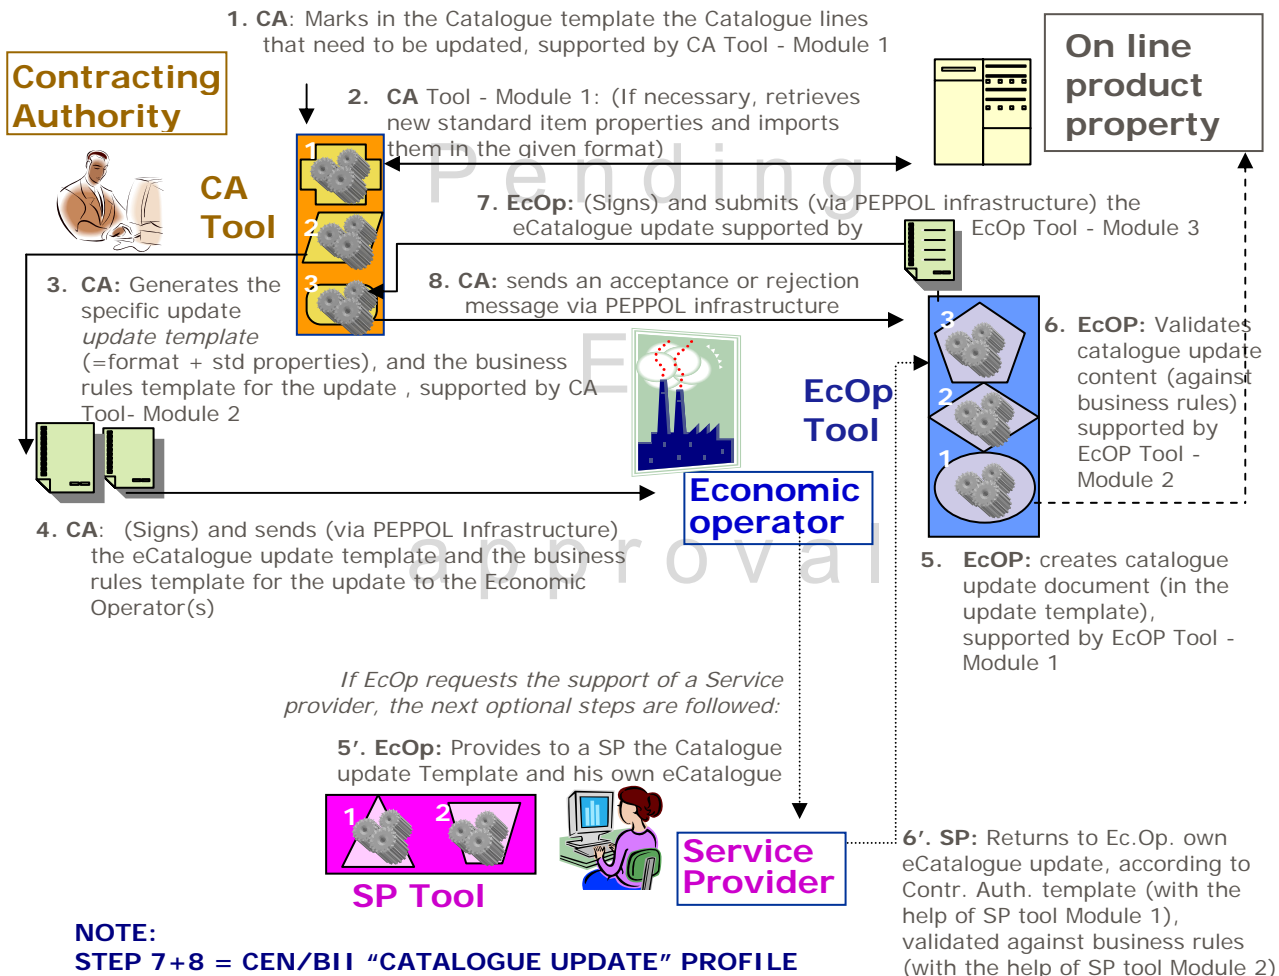 1. CA: Marks in the Catalogue template the Catalogue lines
that need to be updated, supported by CA Tool - Module 1
Contracting
Authority
On line
product
property
2. CA Tool - Module 1: (If necessary, retrieves
new standard item properties and imports
them in the given format)
1
Pending
CA
Tool
7. EcOp: (Signs) and submits (via PEPPOL infrastructure) the
eCatalogue update supported by
EcOp Tool - Module 3
2
3
3. CA: Generates the
specific update
update template
(=format + std properties), and the business
rules template for the update , supported by CA
Tool- Module 2
8. CA: sends an acceptance or rejection
message via PEPPOL infrastructure
E
EcOp
Tool
3
2
1
6. EcOP: Validates
catalogue update
content (against
business rules)
supported by
EcOP Tool -
Module 2
Economic
operator
4. CA: (Signs) and sends (via PEPPOL Infrastructure)
the eCatalogue update template and the business
rules template for the update to the Economic
Operator(s)
approval
5. EcOP: creates catalogue
update document (in the
update template),
supported by EcOP Tool -
Module 1
If EcOp requests the support of a Service
provider, the next optional steps are followed:
5'. EcOp: Provides to a SP the Catalogue
update Template and his own eCatalogue
1
2
SP Tool
Service
Provider
6'. SP: Returns to Ec.Op. own
eCatalogue update, according to
Contr. Auth. template (with the
help of SP tool Module 1),
validated against business rules
(with the help of SP tool Module 2)
NOTE:
STEP 7+8 = CEN/BII “CATALOGUE UPDATE” PROFILE